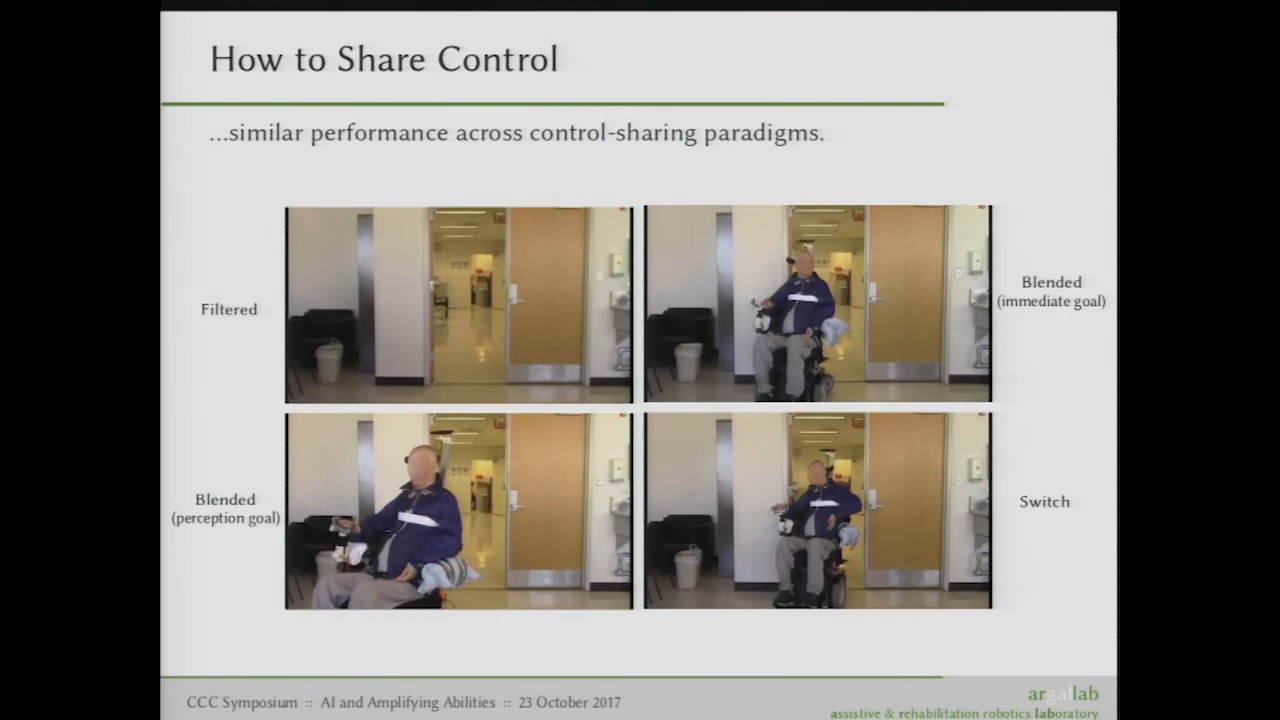 How to Share Control
...similar performance across control-sharing paradigms.
Filtered
Blended
(immediate goal)
Blended
(perception goal)
Switch
CCC Symposium :: AI and Amplifying Abilities :: 23 October 2017
argallab
assistive & rehabilitation robotics laboratory